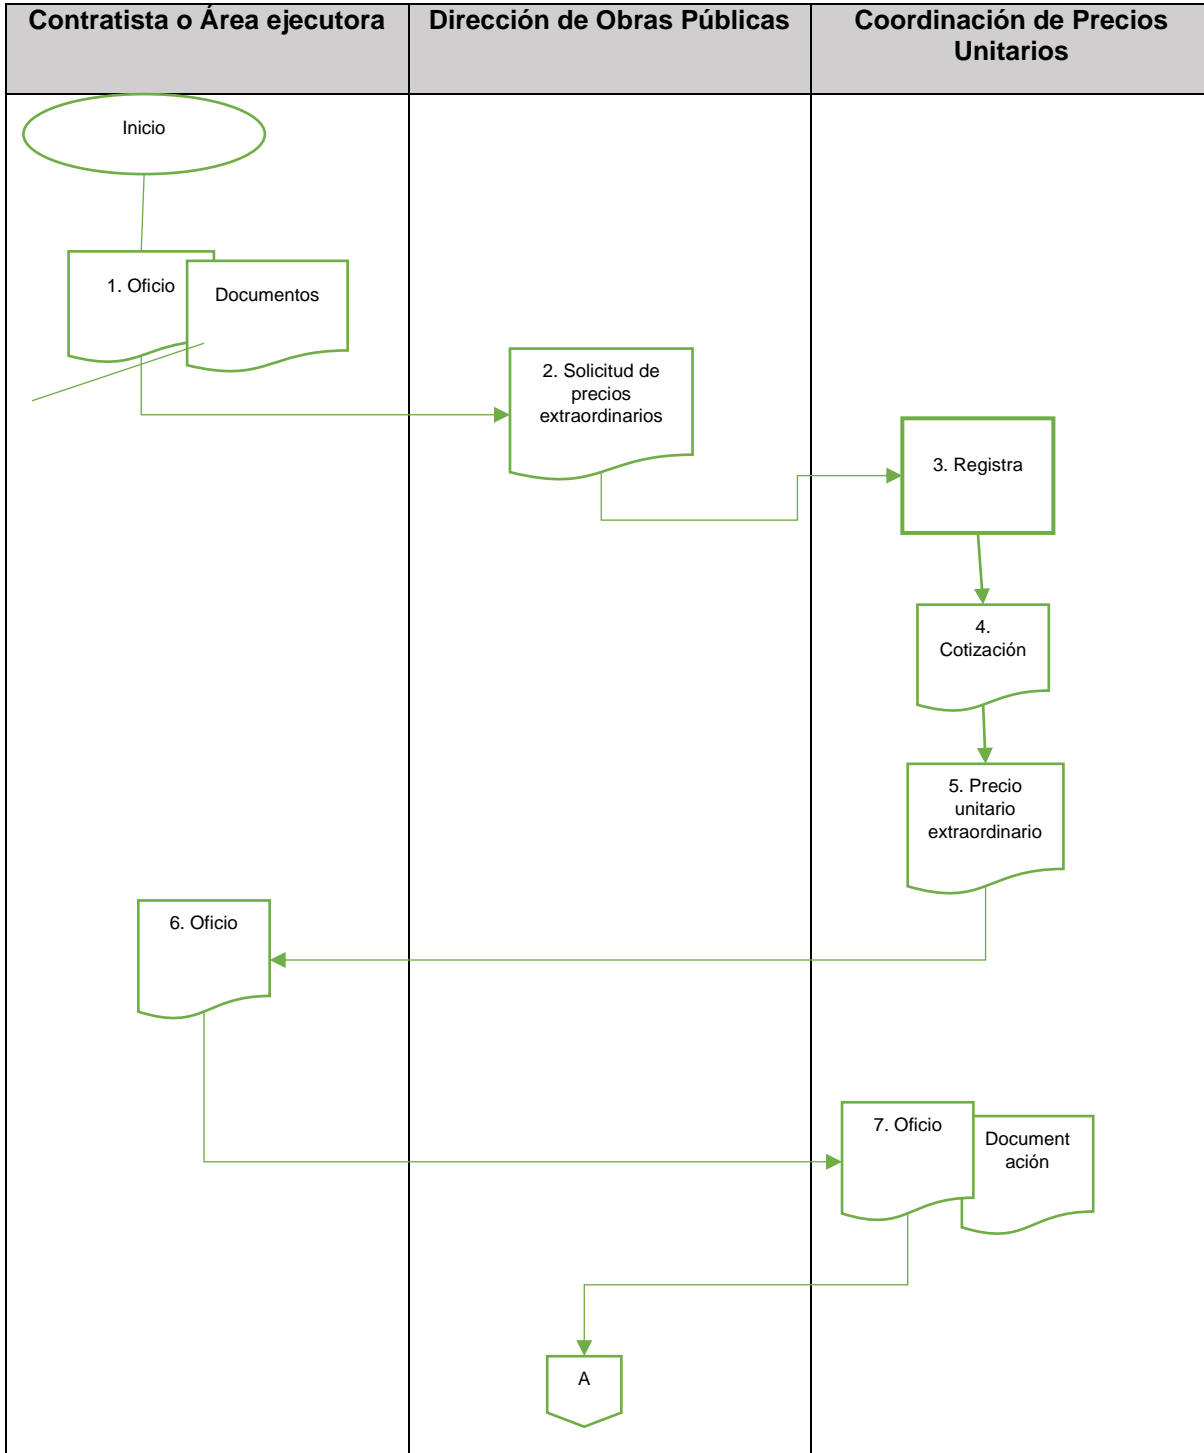 Contratista o Área ejecutora
Dirección de Obras Públicas
Coordinación de Precios
Unitarios
Inicio
1. Oficio
Documentos
2. Solicitud de
precios
extraordinarios
3. Registra
4.
Cotización
5. Precio
unitario
extraordinario
6. Oficio
7. Oficio
Document
ación
A